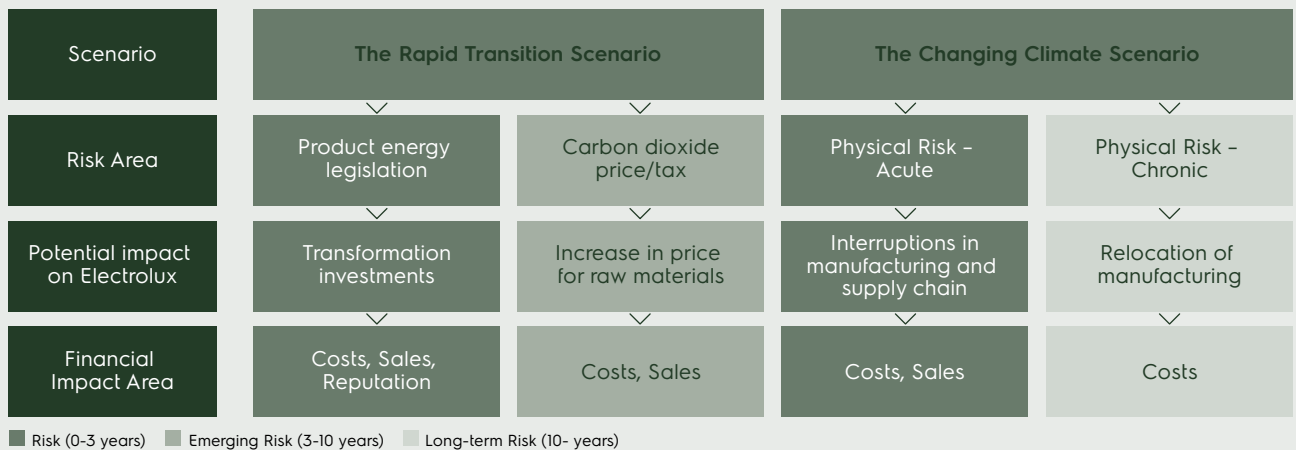 Scenario
The Rapid Transition Scenario
The Changing Climate Scenario
Risk Area
Product energy
legislation
Carbon dioxide
price/tax
Physical Risk –
Acute
Physical Risk –
Chronic
Potential impact
on Electrolux
Transformation
investments
Increase in price
for raw materials
Interruptions in
manufacturing and
supply chain
Relocation of
manufacturing
Financial
Impact Area
Costs, Sales,
Reputation
Costs, Sales
Costs, Sales
Costs
Risk (0-3 years)
Emerging Risk (3-10 years)
Long-term Risk (10- years)